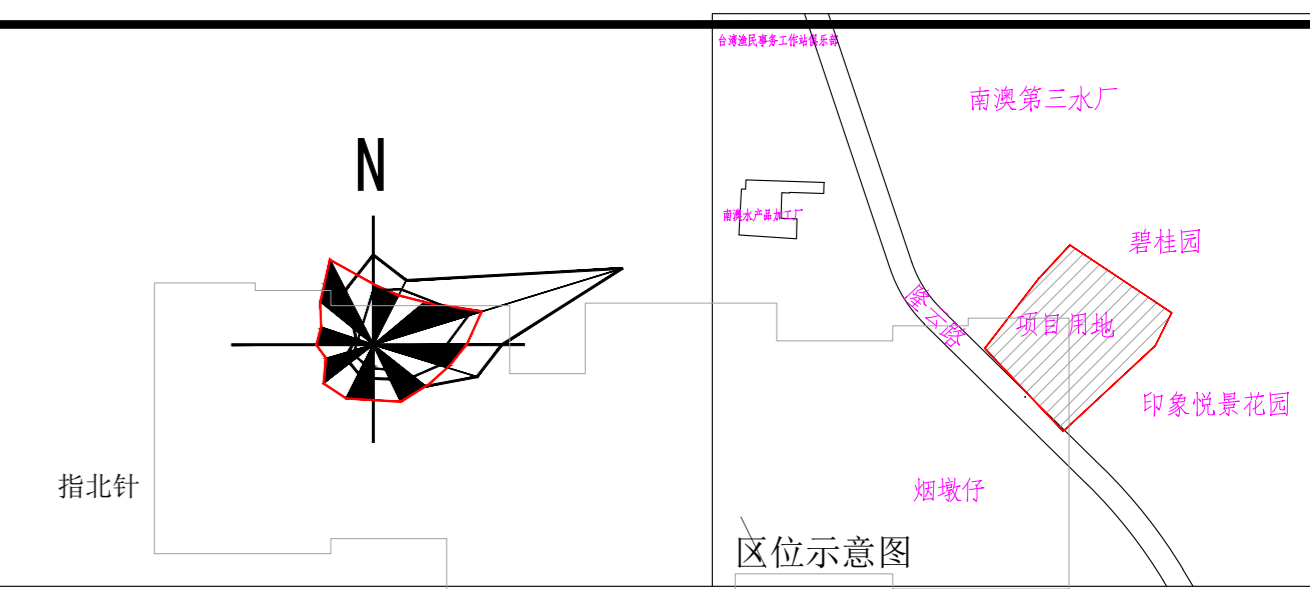 台湾渔民事务工作站俱乐部
南澳第三水厂
N
南澳水产品加工厂
碧桂园
隆云路
项目用地
印象悦景花园
指北针
烟墩仔
区位示意图